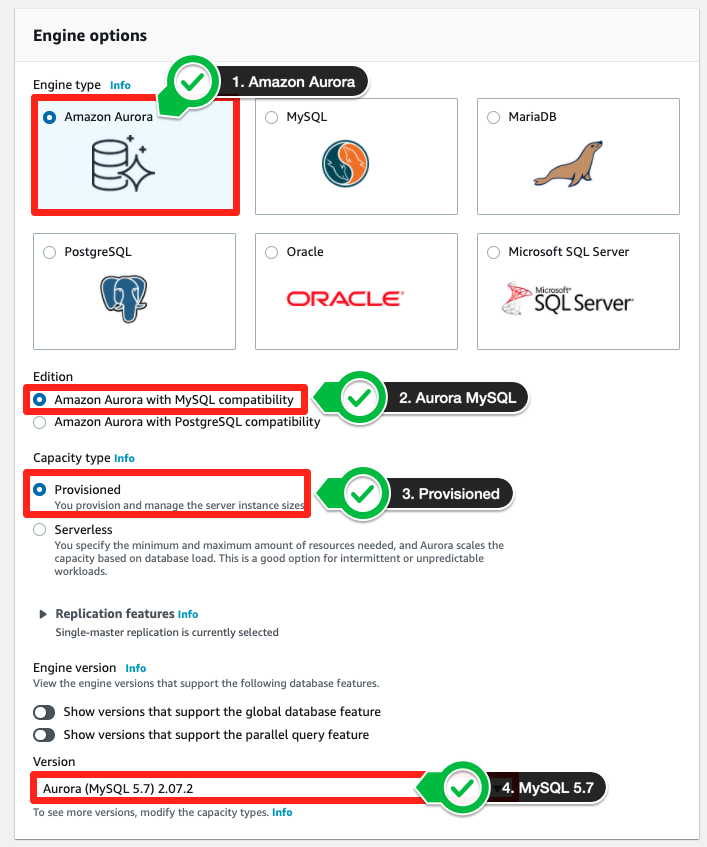 Engine options
Engine type Info
1. Amazon Aurora
Amazon Aurora
MySQL
MariaDB
PostgreSQL
Oracle
Microsoft SQL Server
ORACLE
Microsoft
SQL Server
Edition
Amazon Aurora with MySQL compatibility
2. Aurora MySQL
Amazon Aurora with PostgreSQL compatibility
Capacity type Info
Provisioned
You provision and manage the server instance sizes
3. Provisioned
Serverless
You specify the minimum and maximum amount of resources needed, and Aurora scales the
capacity based on database load. This is a good option for intermittent or unpredictable
workloads.
Replication features Info
Single-master replication is currently selected
Engine version Info
View the engine versions that support the following database features.
Show versions that support the global database feature
Show versions that support the parallel query feature
Version
Aurora (MySQL 5.7) 2.07.2
4. MySQL 5.7
To see more versions, modify the capacity types. Info